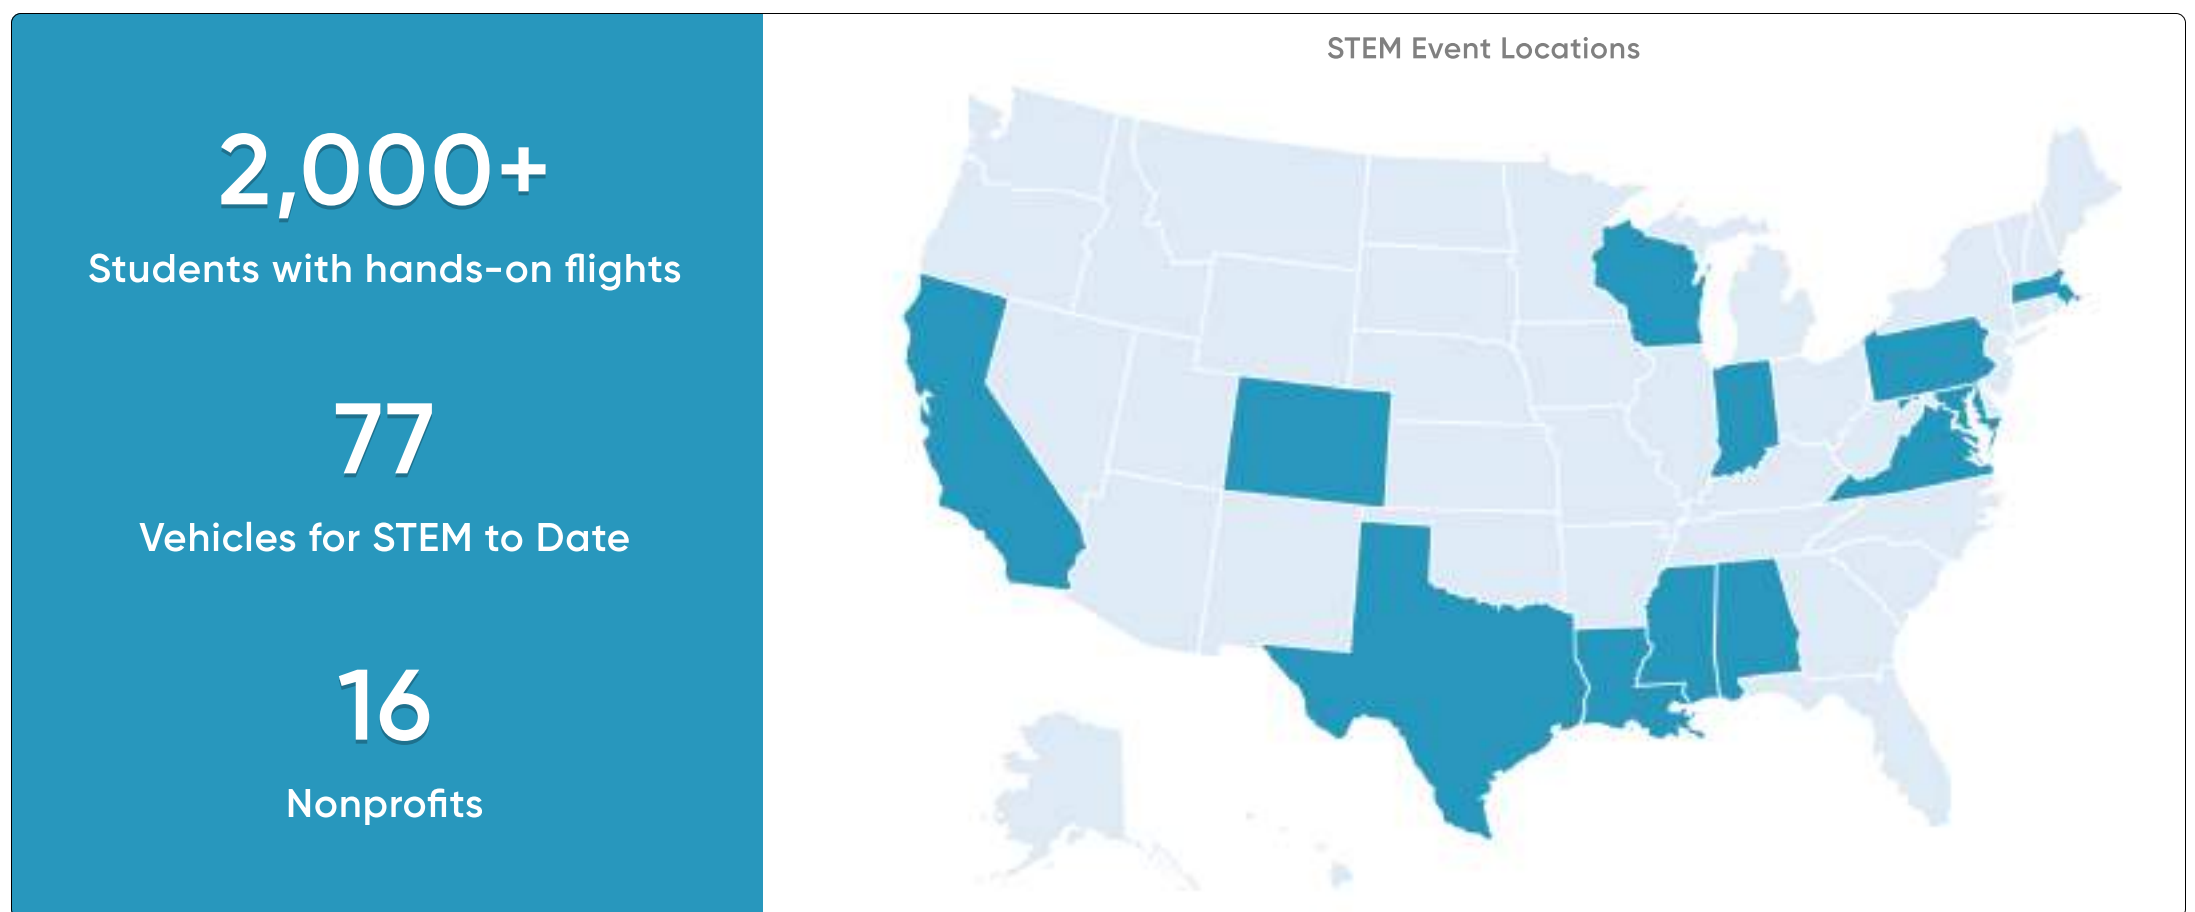 2,000+
Students with hands-on flights
77
Vehicles for STEM to Date
16
Nonprofits
STEM Event Locations